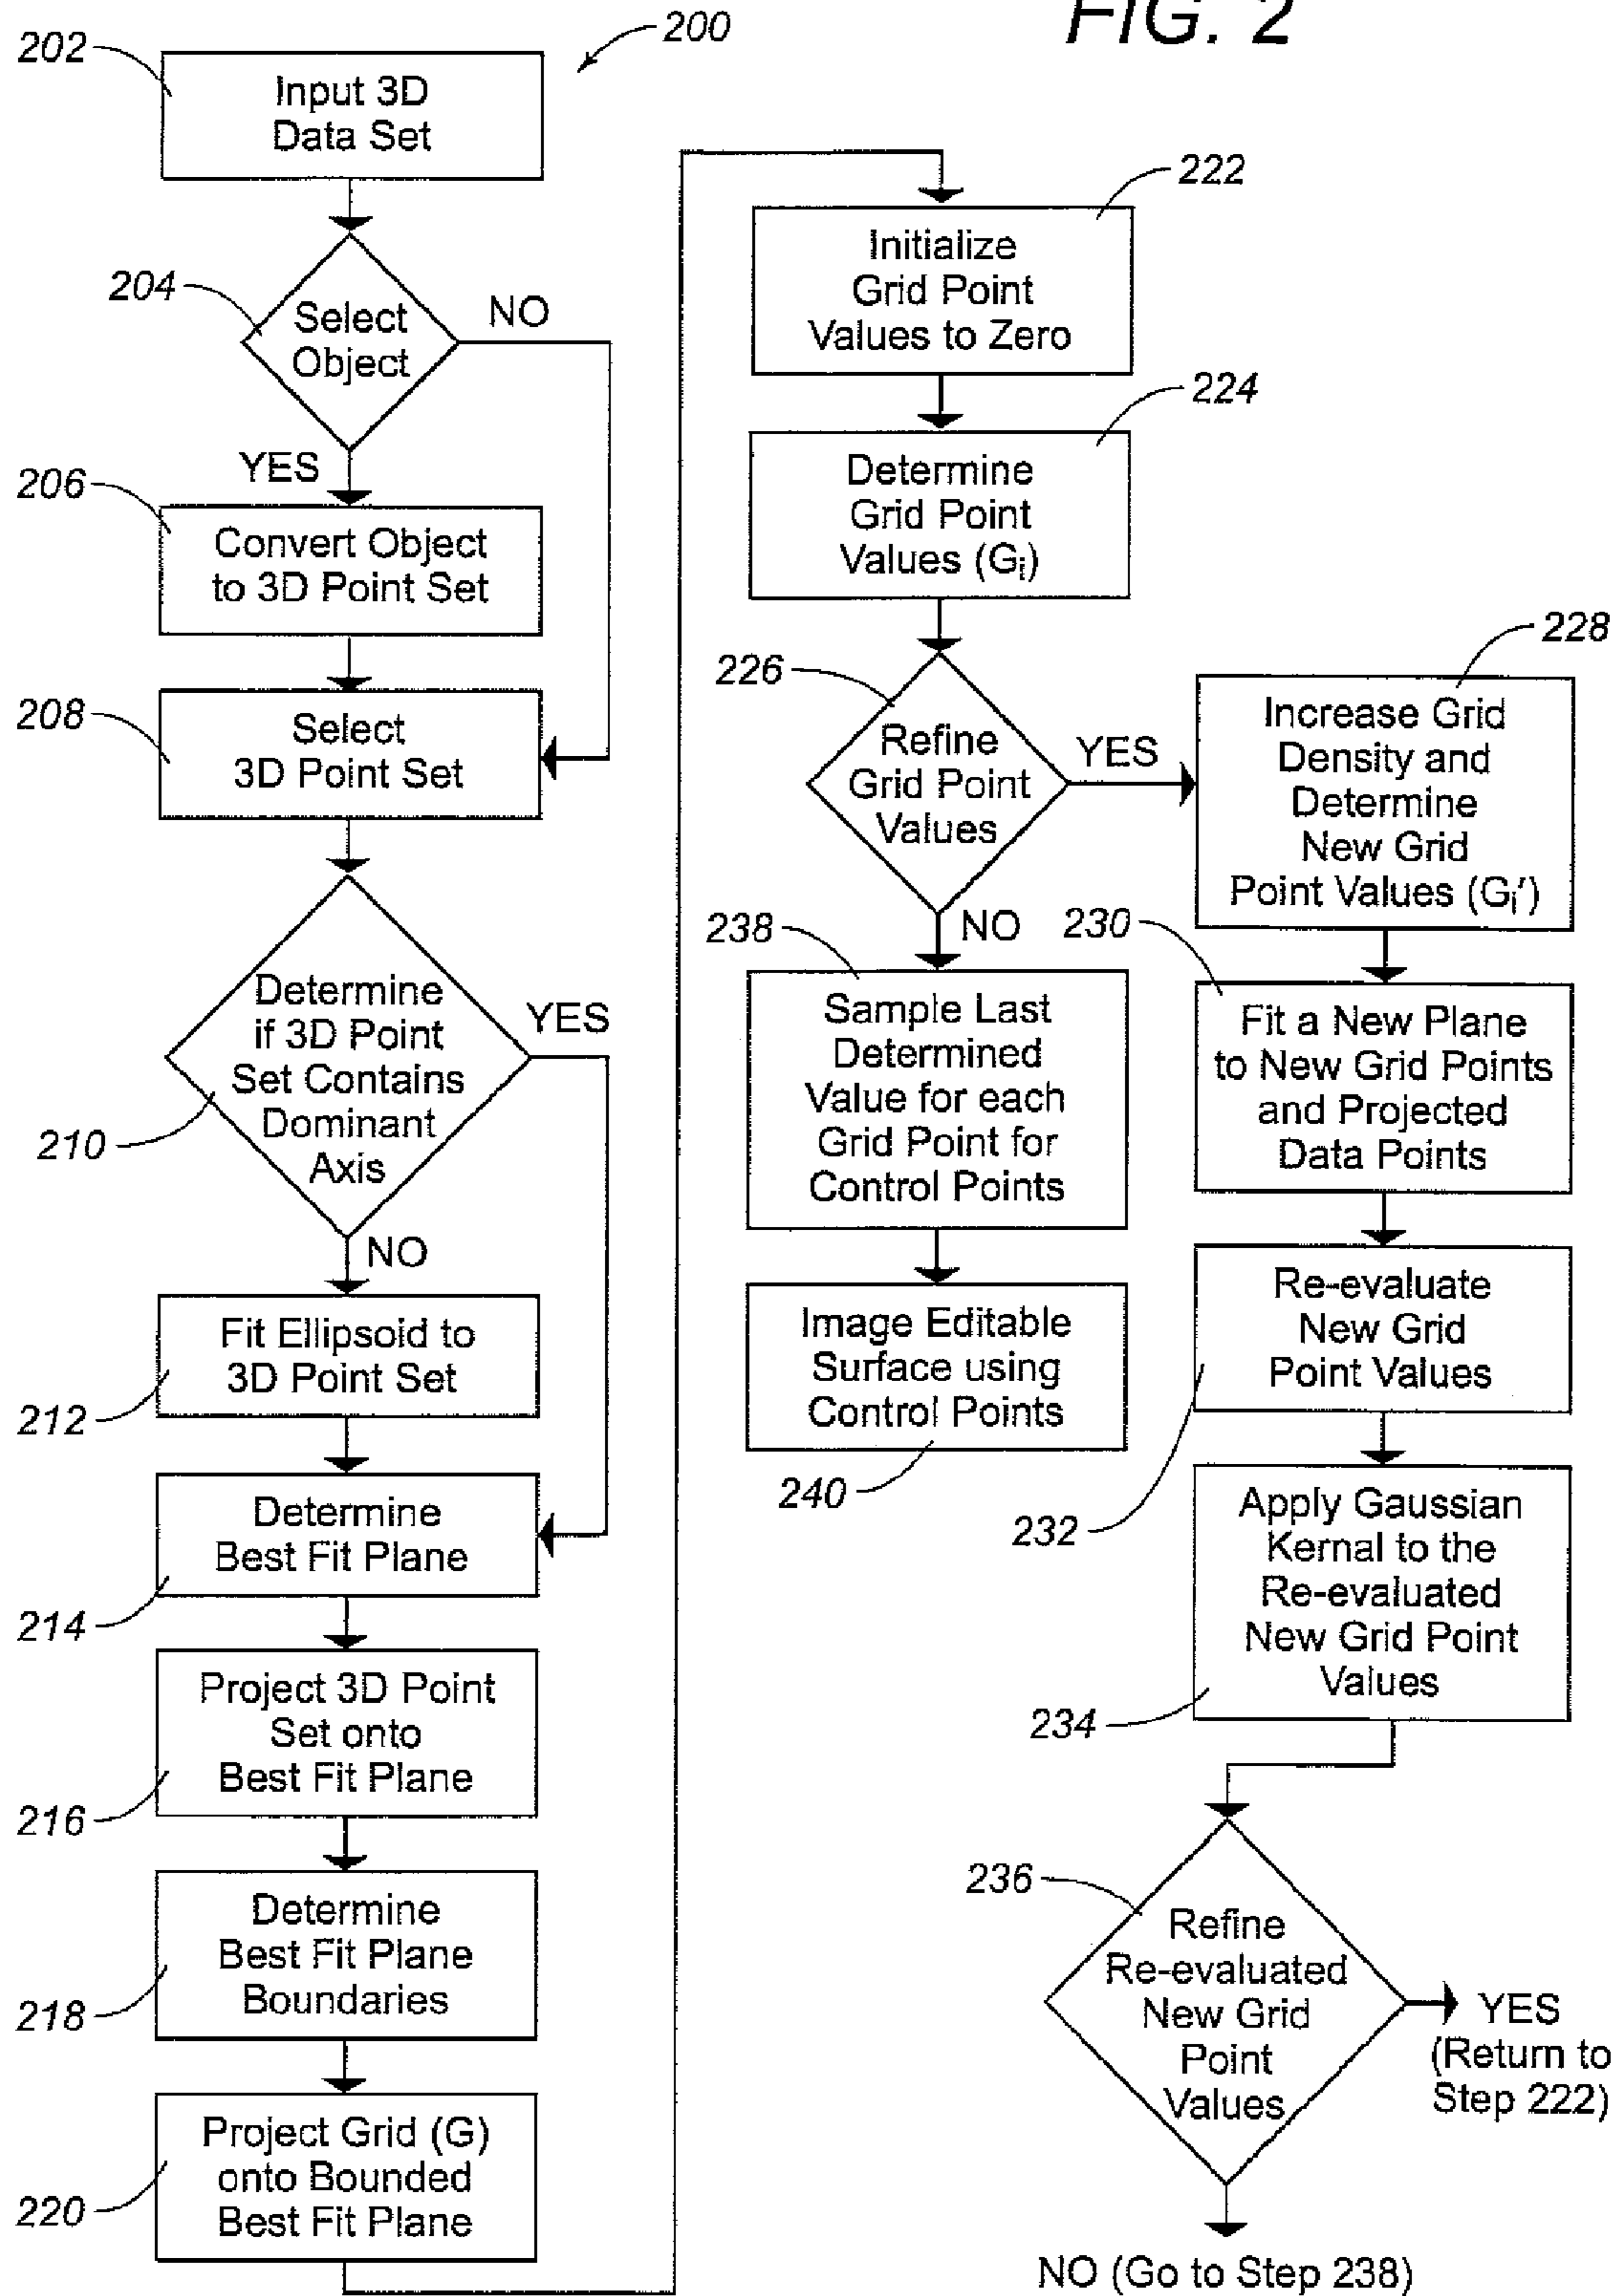 FIG. 2
200
202
Input 3D
Data Set
204
Select
Object
NO
YES
206
Convert Object
to 3D Point Set
208
Select
3D Point Set
210
Determine
if 3D Point
Set Contains
Dominant
Axis
YES
NO
212
Fit Ellipsoid to
3D Point Set
214
Determine
Best Fit Plane
216
Project 3D Point
Set onto
Best Fit Plane
218
Determine
Best Fit Plane
Boundaries
220
Project Grid (G)
onto Bounded
Best Fit Plane
222
Initialize
Grid Point
Values to Zero
224
Determine
Grid Point
Values (Gi)
226
Refine
Grid Point
Values
YES
NO
228
Increase Grid
Density and
Determine
New Grid
Point Values (Gi')
230
Fit a New Plane
to New Grid Points
and Projected
Data Points
232
Re-evaluate
New Grid
Point Values
234
Apply Gaussian
Kernal to the
Re-evaluated
New Grid Point
Values
236
Refine
Re-evaluated
New Grid
Point
Values
YES
(Return to
Step 222)
NO (Go to Step 238)
238
Sample Last
Determined
Value for each
Grid Point for
Control Points
240
Image Editable
Surface using
Control Points